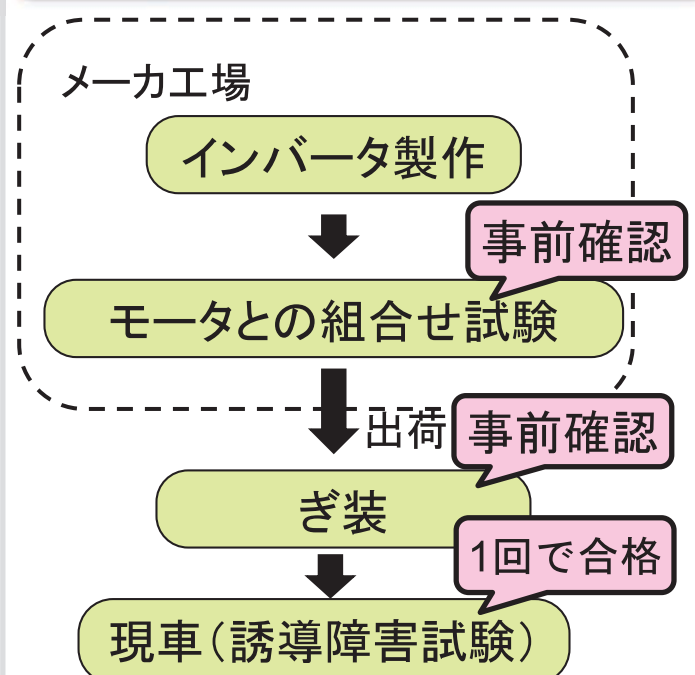 メーカ工場
インバータ製作
事前確認
モータとの組合せ試験
出荷
事前確認
ぎ装
1回で合格
現車(誘導障害試験)